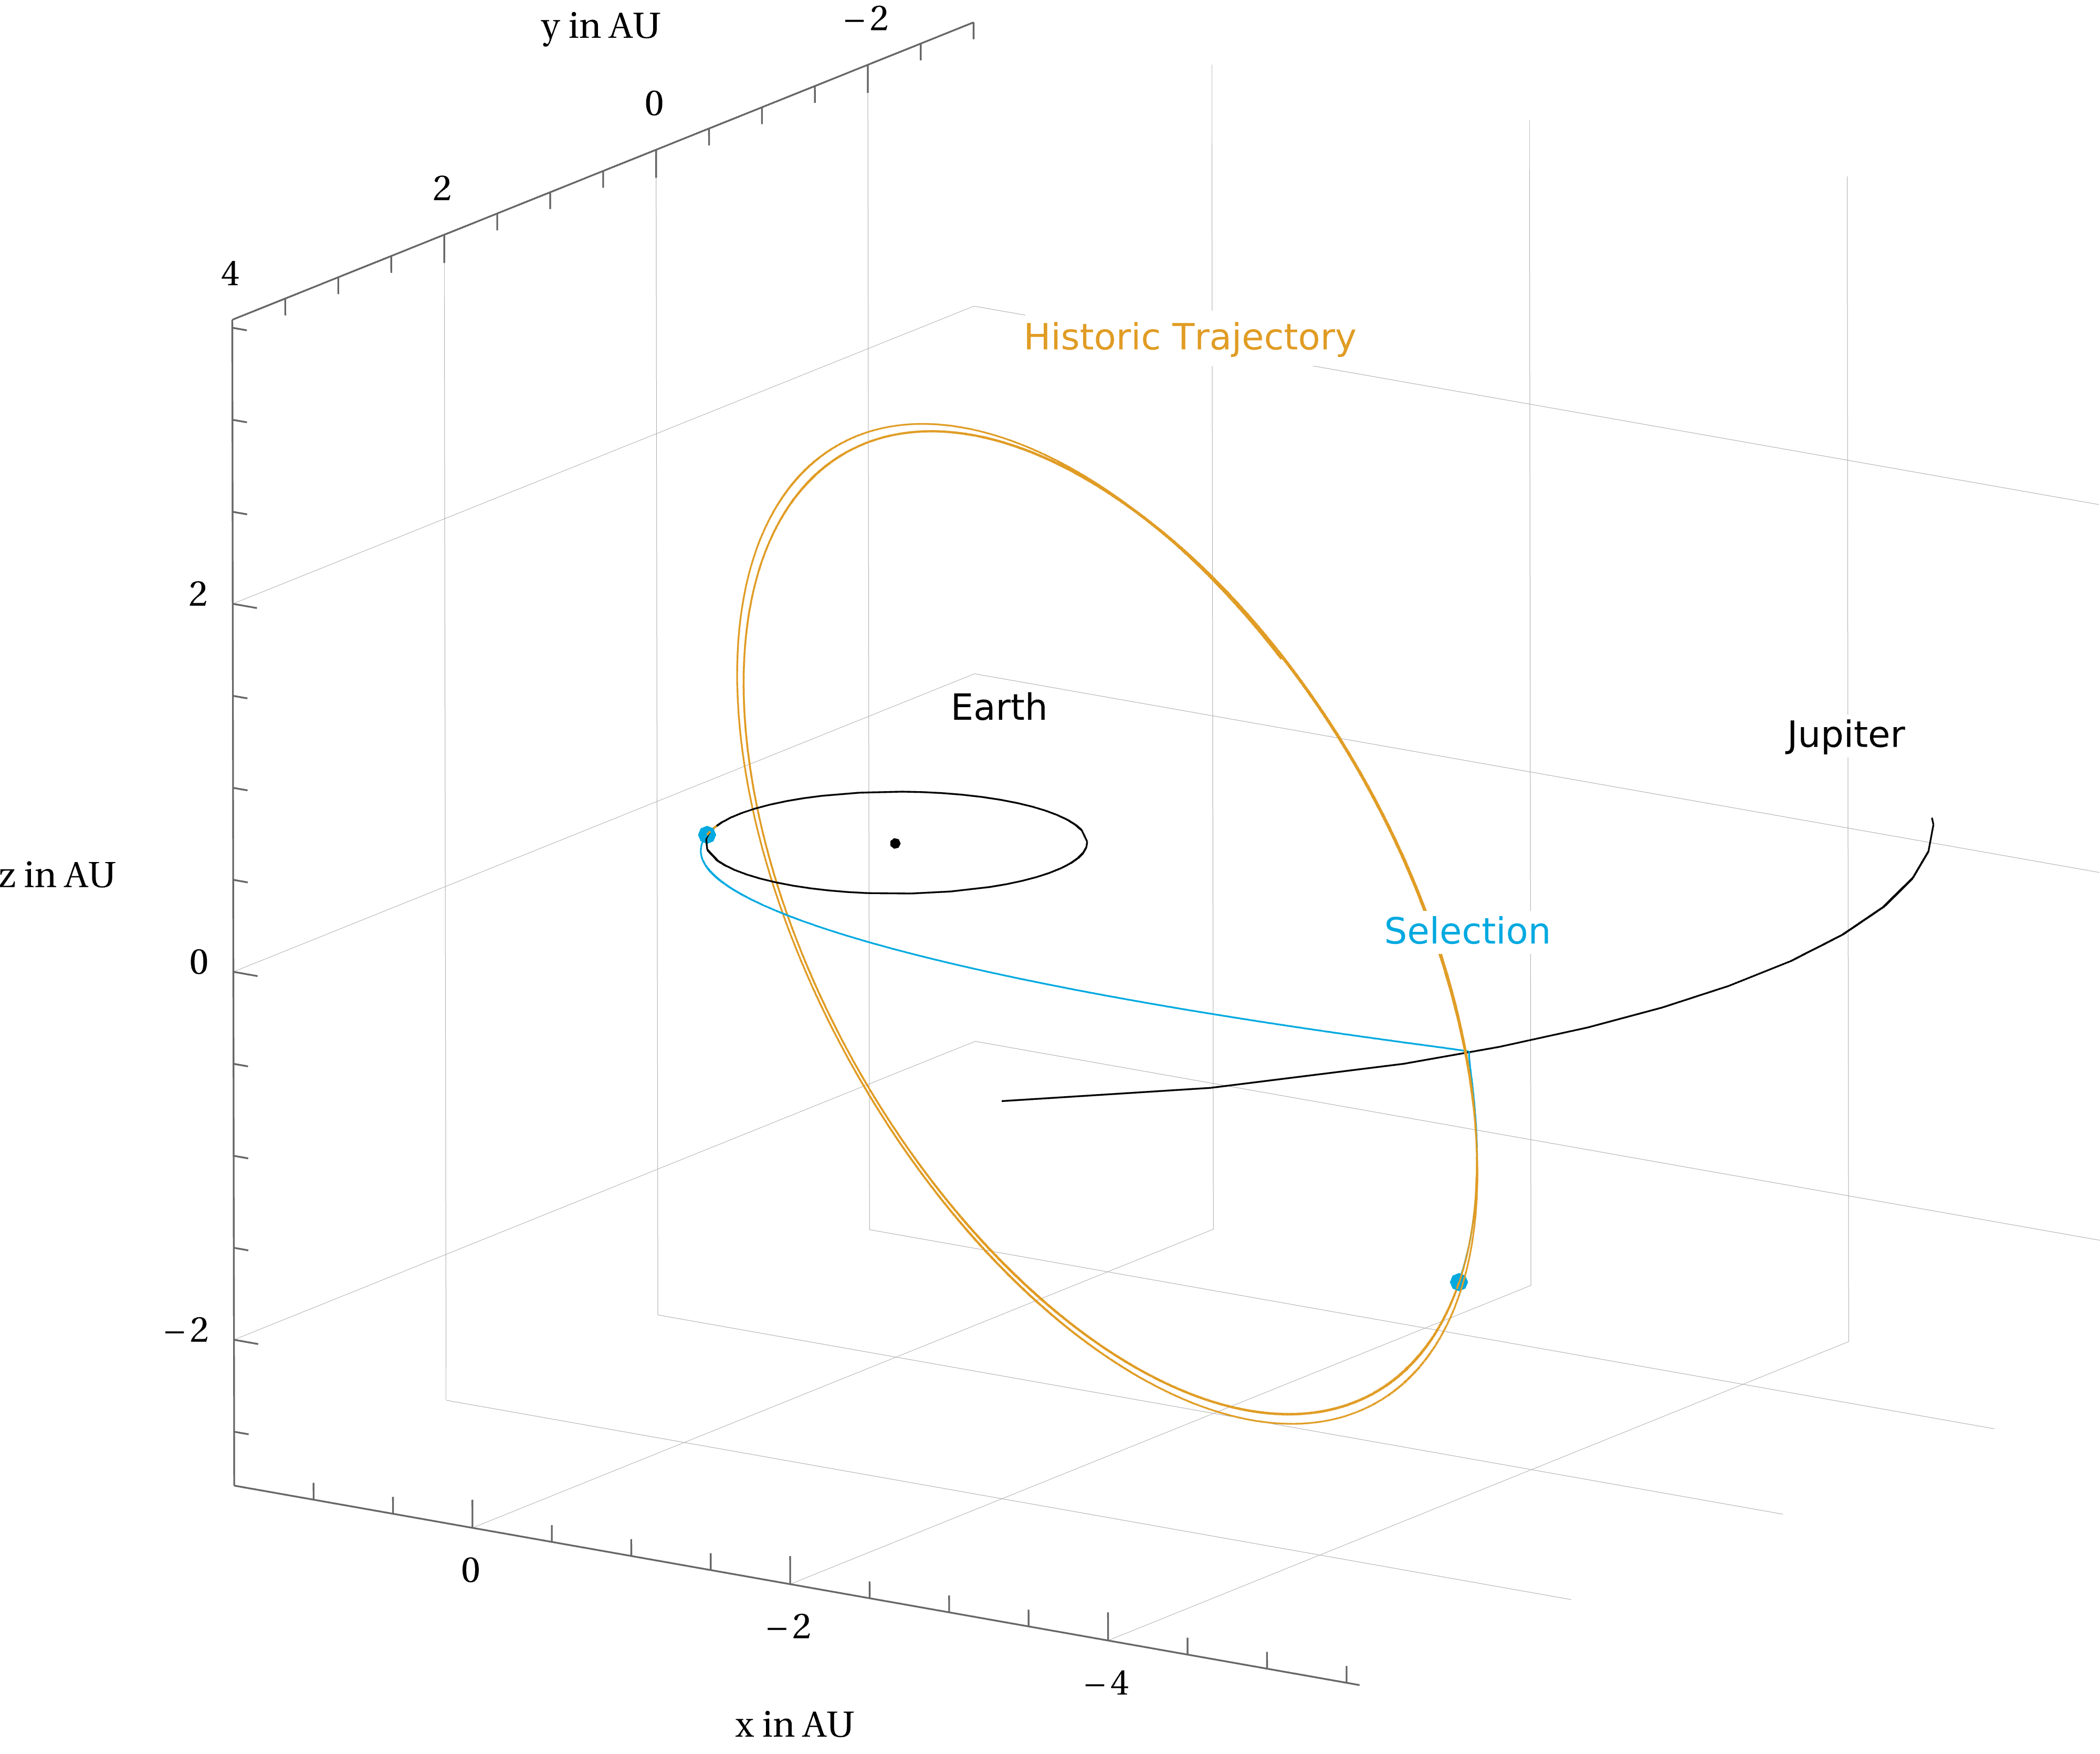 y in AU
−2
0
2
4
Historic Trajectory
2
Earth
Jupiter
z in AU
Selection
0
−2
0
−2
−4
x in AU